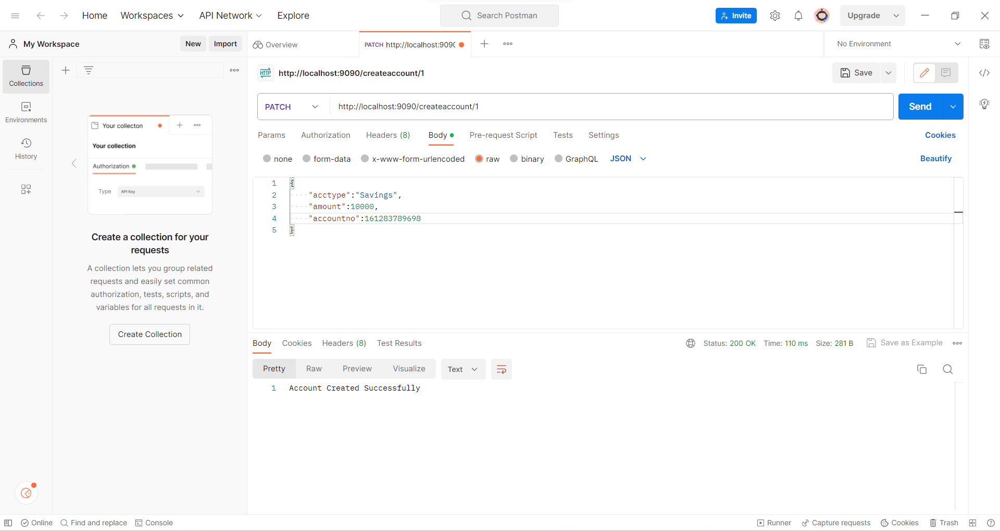 Home Workspaces API Network Explore Search Postman Invite Upgrade
My Workspace New Import Overview PATCH http://localhost:909( No Environment
Collections
Environments
History
Your collecton
Your collection
Authorization
Type API Key
Create a collection for your
requests
A collection lets you group related
requests and easily set common
authorization, tests, scripts, and
variables for all requests in it.
Create Collection
HTTP http://localhost:9090/createaccount/1 Save
PATCH http://localhost:9090/createaccount/1 Send
Params Authorization Headers (8) Body Pre-request Script Tests Settings Cookies
none form-data x-www-form-urlencoded raw binary GraphQL JSON Beautify
1 {
2 "acctype":"Savings",
3 "amount":10000,
4 "accountno":161283789698
5 }
Body Cookies Headers (8) Test Results Status: 200 OK Time: 110 ms Size: 281 B Save as Example
Pretty Raw Preview Visualize Text
1 Account Created Successfully
Online Find and replace Console Runner Capture requests Cookies Trash